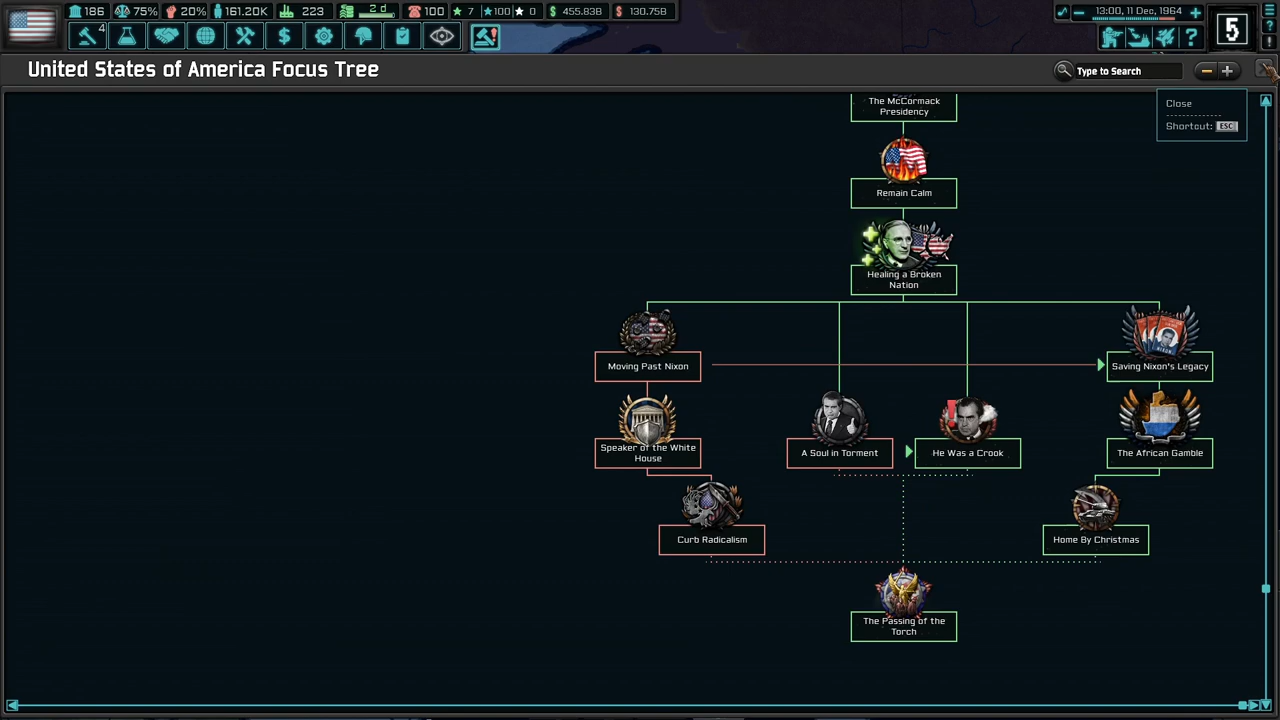 186 75% 20% 161.20K 223 2 d 100 7 100 0 $ 455.83B $ 130.75B
13:00, 11 Dec, 1964
5
4
United States of America Focus Tree
Type to Search
Close
Shortcut: ESC
The McCormack
Presidency
Remain Calm
Healing a Broken
Nation
Moving Past Nixon
Saving Nixon's Legacy
Speaker of the White
House
A Soul in Torment
He Was a Crook
The African Gamble
Curb Radicalism
Home By Christmas
The Passing of the
Torch